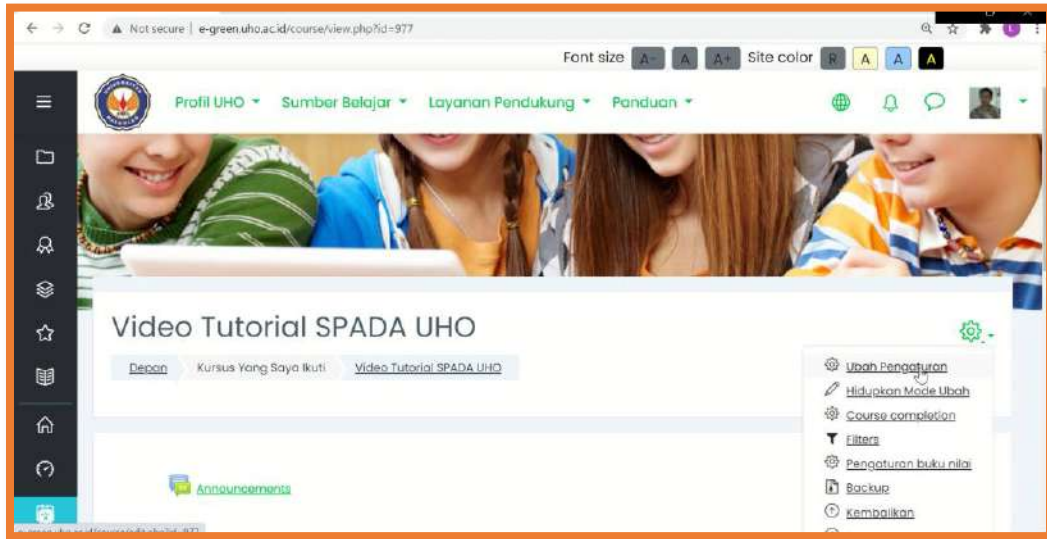 Not secure | e-green.uho.ac.id/course/view.php?id=977
Font size A- A A+ Site color R A A A
Profil UHO Sumber Belajar Layanan Pendukung Panduan
Video Tutorial SPADA UHO
Depan Kursus Yang Saya Ikuti Video Tutorial SPADA UHO
Ubah Pengaturan
Hidupkan Mode Ubah
Course completion
Filters
Pengaturan buku nilai
Backup
Kembalikan
Announcements